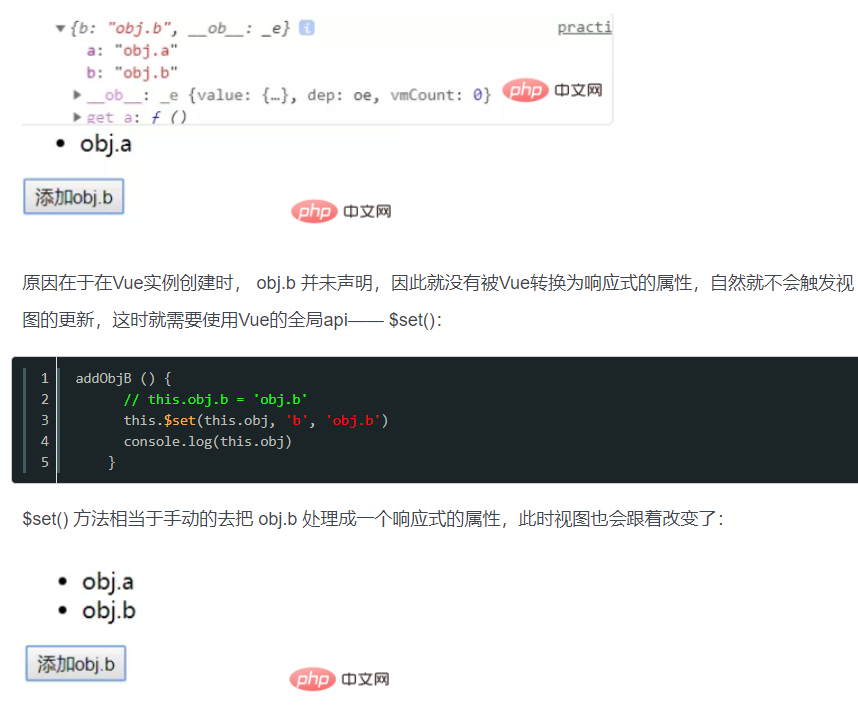 ▼{b: "obj.b", __ob__: _e} i practi
a: "obj.a"
b: "obj.b"
▶__ob__: _e {value: {…}, dep: oe, vmCount: 0} php 中文网
▶get a: ƒ ()
• obj.a
添加obj.b
php 中文网
原因在于在Vue实例创建时， obj.b 并未声明，因此就没有被Vue转换为响应式的属性，自然就不会触发视
图的更新，这时就需要使用Vue的全局api—— $set()：
1 addObjB () {
2 // this.obj.b = 'obj.b'
3 this.$set(this.obj, 'b', 'obj.b')
4 console.log(this.obj)
5 }
$set() 方法相当于手动的去把 obj.b 处理成一个响应式的属性，此时视图也会跟着改变了：
• obj.a
• obj.b
添加obj.b
php 中文网